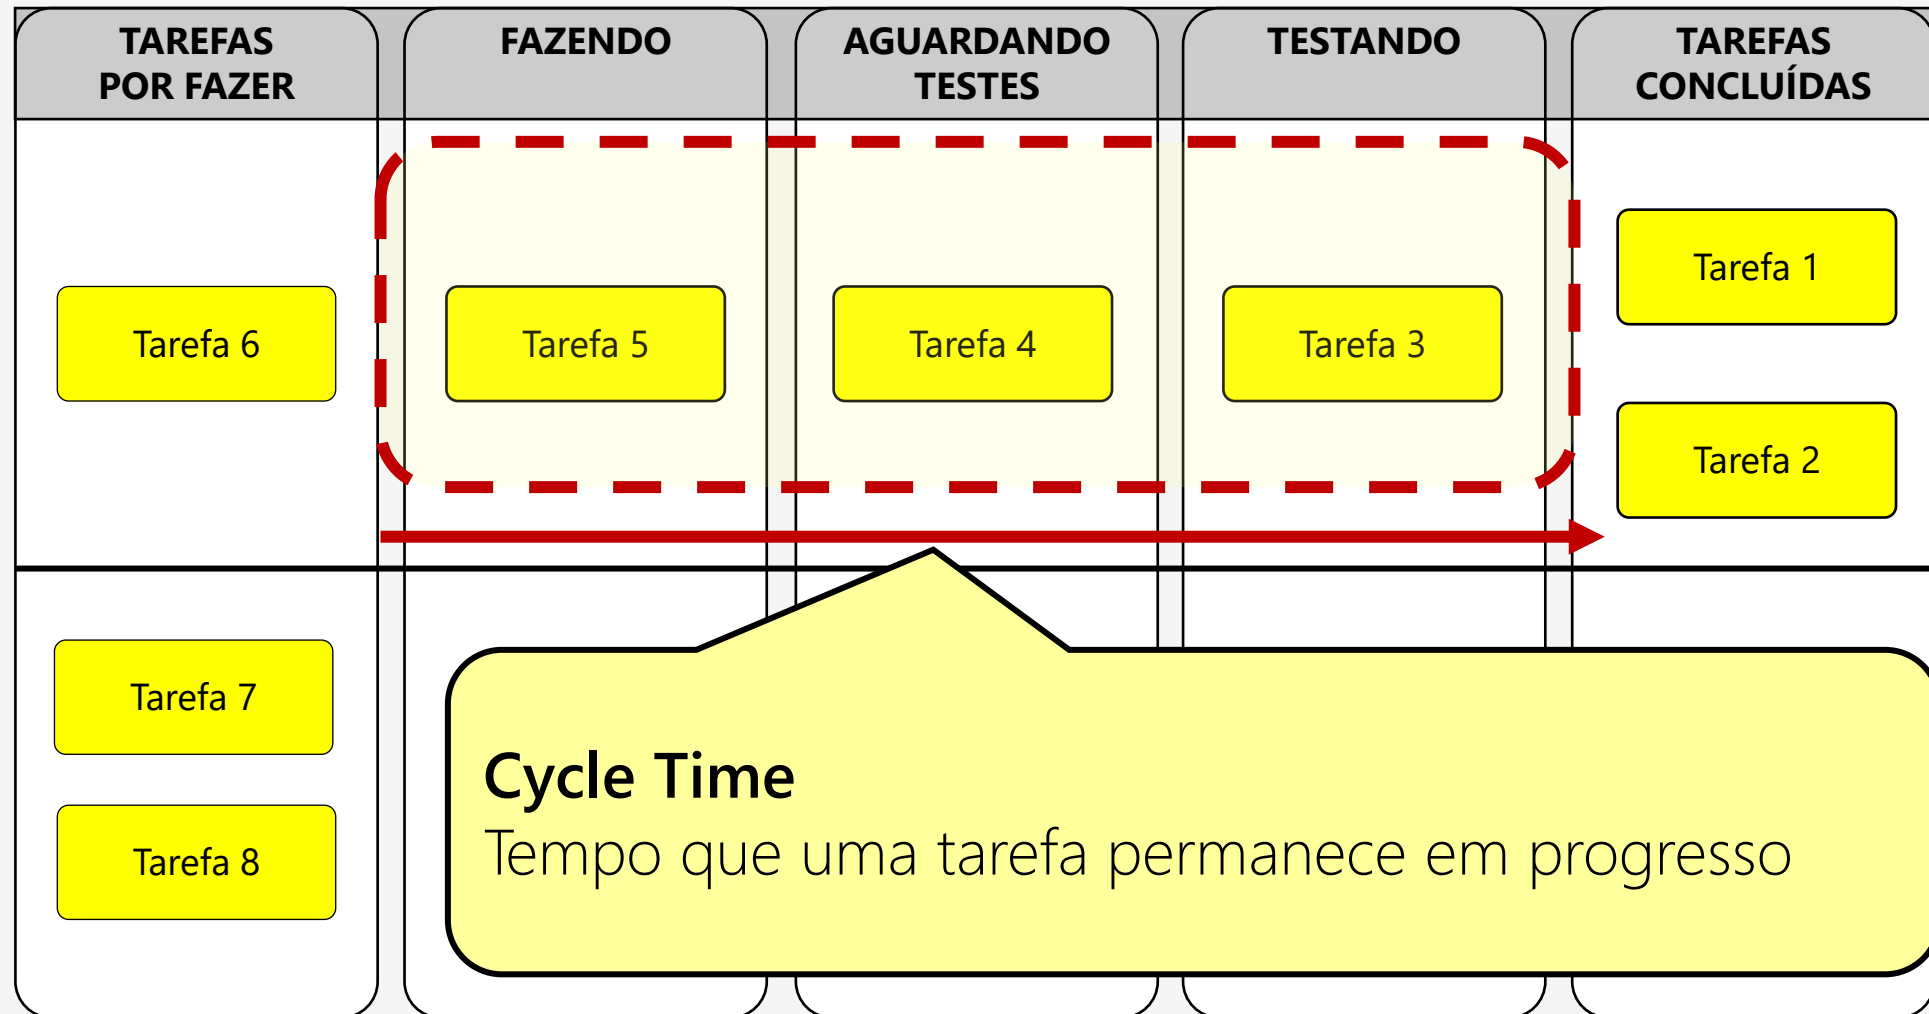 TAREFAS
POR FAZER
FAZENDO
AGUARDANDO
TESTES
TESTANDO
TAREFAS
CONCLUÍDAS
Tarefa 6
Tarefa 5
Tarefa 4
Tarefa 3
Tarefa 1
Tarefa 2
Tarefa 7
Tarefa 8
Cycle Time
Tempo que uma tarefa permanece em progresso